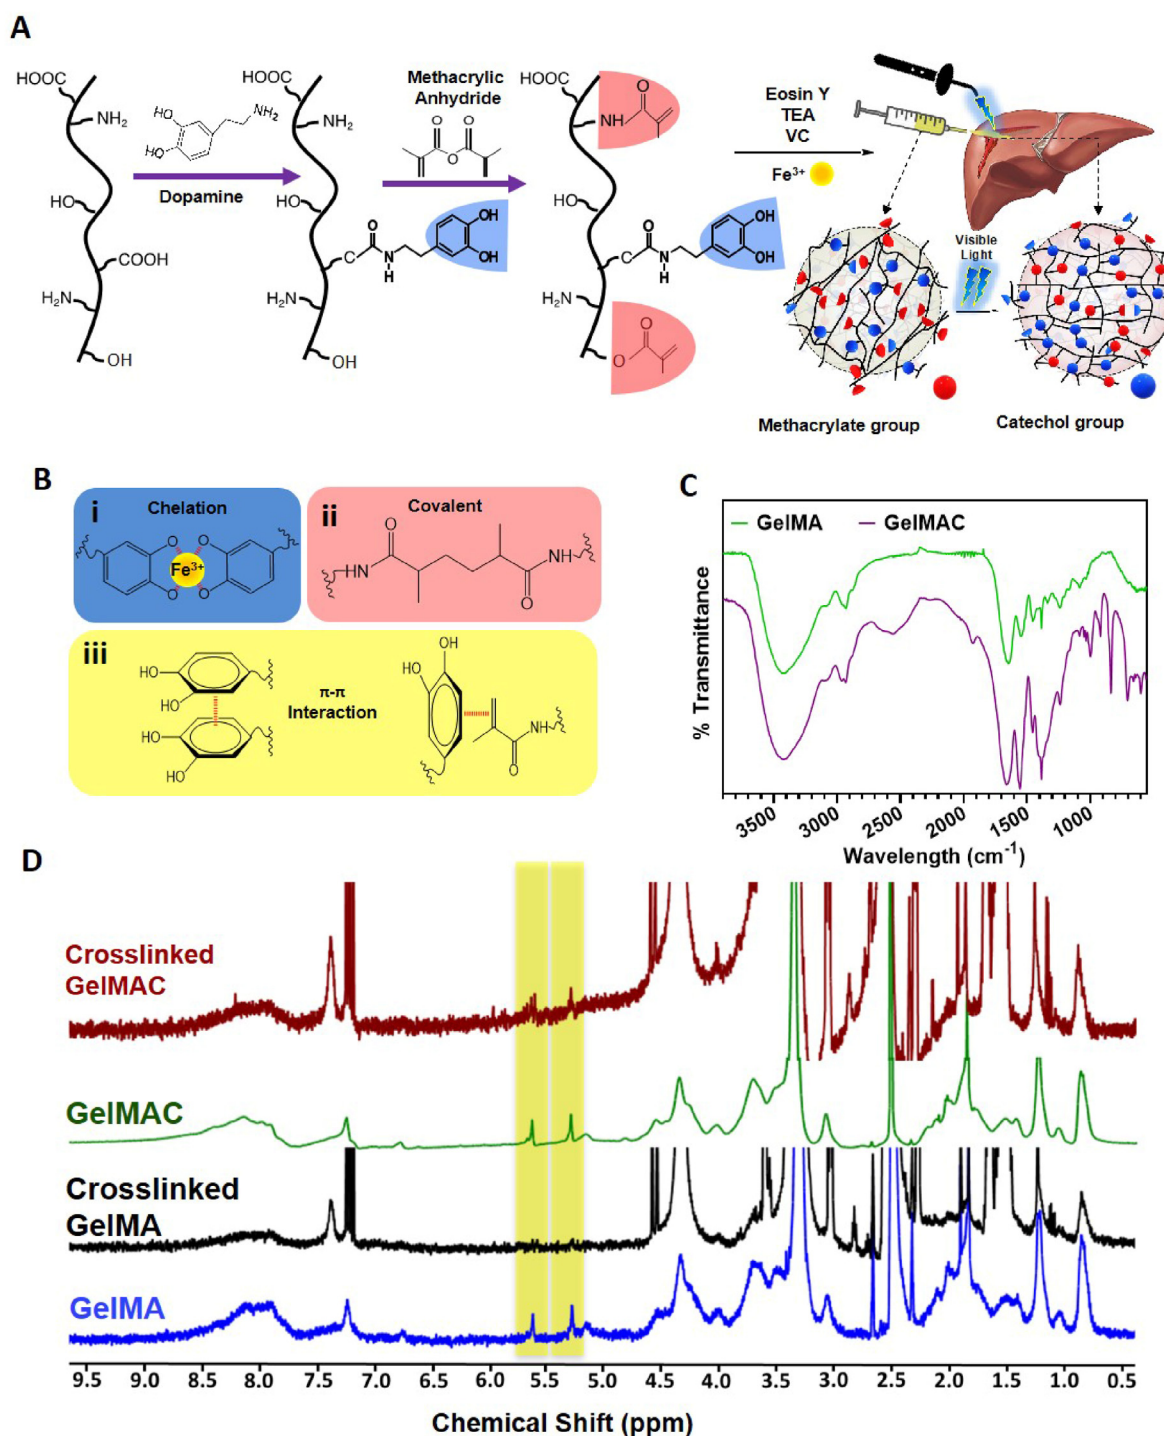 A
HOOC
NH₂
HO
COOH
H₂N
OH
HO
HO
NH₂
Dopamine
HOOC
NH₂
HO
C
O
N
H
OH
OH
H₂N
OH
Methacrylic
Anhydride
O
O
O
HOOC
O
NH
HO
C
O
N
H
OH
OH
H₂N
O
O
Eosin Y
TEA
VC
Fe³⁺
Visible
Light
Methacrylate group
Catechol group
B
i
Chelation
O
O
Fe³⁺
O
O
ii
Covalent
O
HN
NH
O
iii
HO
HO
HO
HO
π-π
Interaction
OH
HO
NH
O
C
GelMA
GelMAC
% Transmittance
3500
3000
2500
2000
1500
1000
Wavelength (cm⁻¹)
D
Crosslinked
GelMAC
GelMAC
Crosslinked
GelMA
GelMA
9.5 9.0 8.5 8.0 7.5 7.0 6.5 6.0 5.5 5.0 4.5 4.0 3.5 3.0 2.5 2.0 1.5 1.0 0.5
Chemical Shift (ppm)